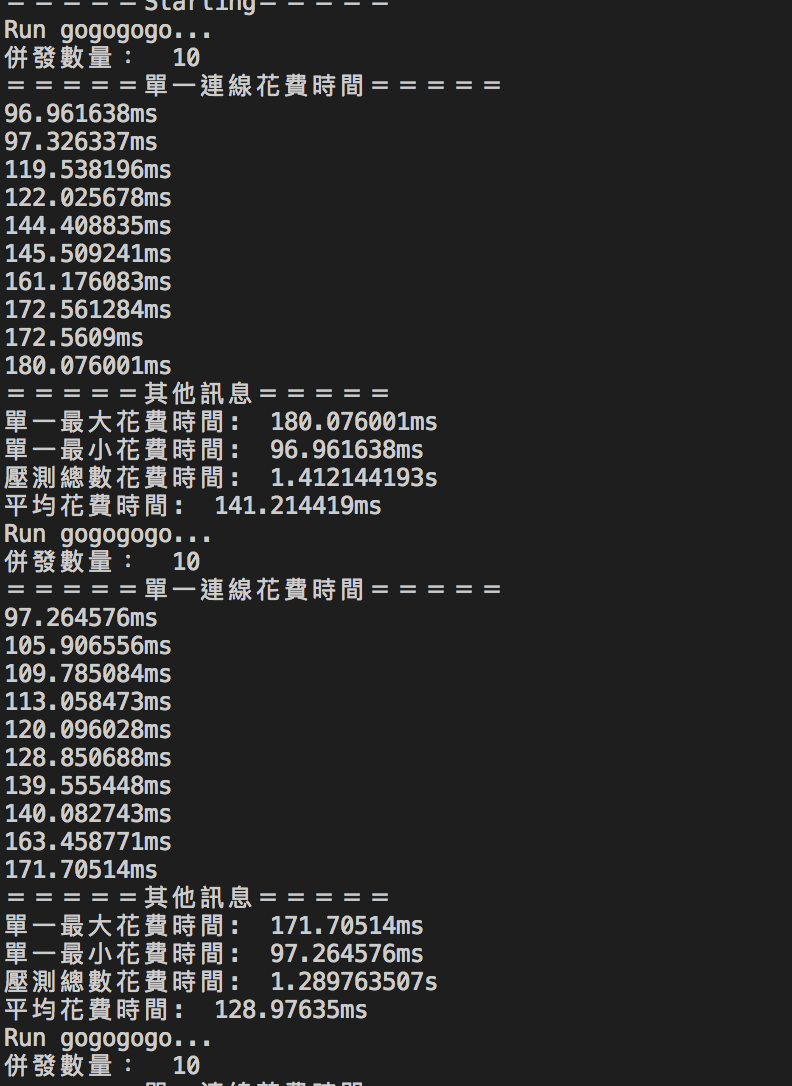 ＝＝＝＝＝Starting＝＝＝＝＝
Run gogogogo...
併發數量：  10
＝＝＝＝＝單一連線花費時間＝＝＝＝＝
96.961638ms
97.326337ms
119.538196ms
122.025678ms
144.408835ms
145.509241ms
161.176083ms
172.561284ms
172.5609ms
180.076001ms
＝＝＝＝＝其他訊息＝＝＝＝＝
單一最大花費時間:  180.076001ms
單一最小花費時間:  96.961638ms
壓測總數花費時間:  1.412144193s
平均花費時間:  141.214419ms
Run gogogogo...
併發數量：  10
＝＝＝＝＝單一連線花費時間＝＝＝＝＝
97.264576ms
105.906556ms
109.785084ms
113.058473ms
120.096028ms
128.850688ms
139.555448ms
140.082743ms
163.458771ms
171.70514ms
＝＝＝＝＝其他訊息＝＝＝＝＝
單一最大花費時間:  171.70514ms
單一最小花費時間:  97.264576ms
壓測總數花費時間:  1.289763507s
平均花費時間:  128.97635ms
Run gogogogo...
併發數量：  10